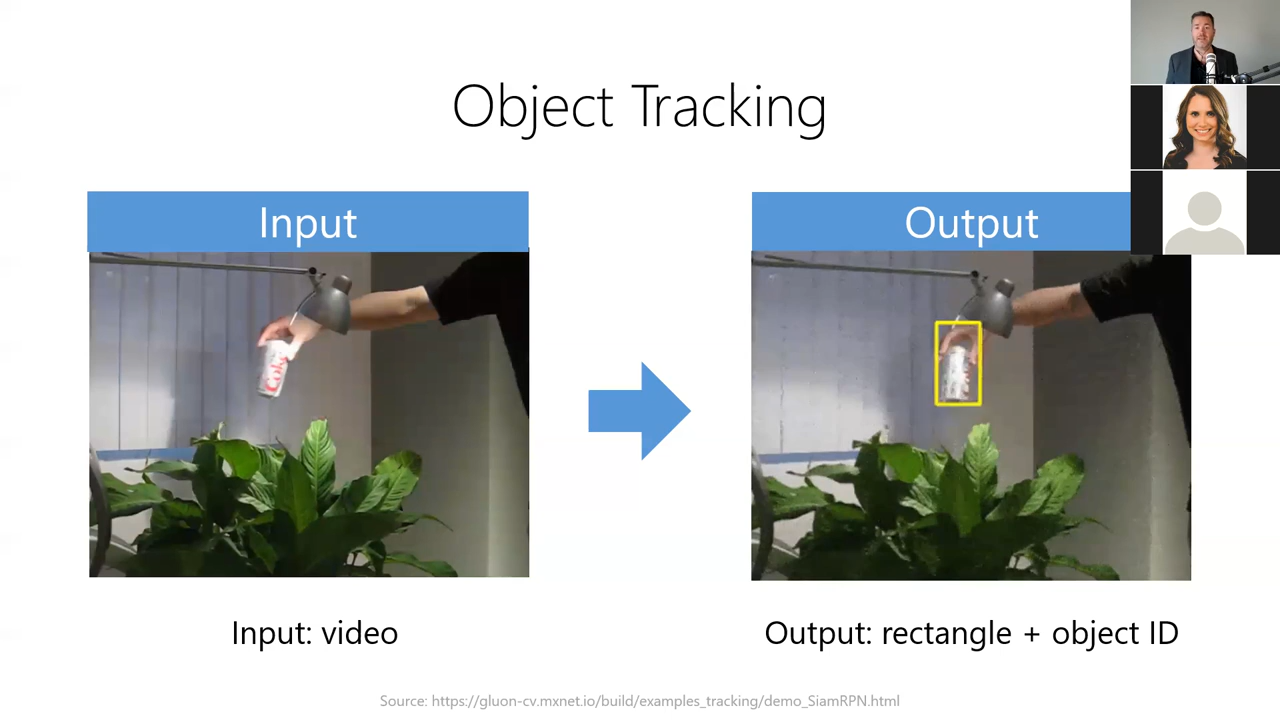 Object Tracking
Input
Output
Coke
Input: video
Output: rectangle + object ID
Source: https://gluon-cv.mxnet.io/build/examples_tracking/demo_SiamRPN.html